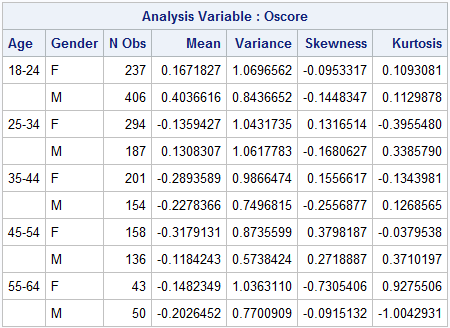 Analysis Variable : Oscore
Age Gender N Obs Mean Variance Skewness Kurtosis
18-24 F 237 0.1671827 1.0696562 -0.0953317 0.1093081
M 406 0.4036616 0.8436652 -0.1448347 0.1129878
25-34 F 294 -0.1359427 1.0431735 0.1316514 -0.3955480
M 187 0.1308307 1.0617783 -0.1680627 0.3385790
35-44 F 201 -0.2893589 0.9866474 0.1556617 -0.1343981
M 154 -0.2278366 0.7496815 -0.2556877 0.1268565
45-54 F 158 -0.3179131 0.8735599 0.3798187 -0.0379538
M 136 -0.1184243 0.5738424 0.2718887 0.3710197
55-64 F 43 -0.1482349 1.0363110 -0.7305406 0.9275506
M 50 -0.2026452 0.7700909 -0.0915132 -1.0042931